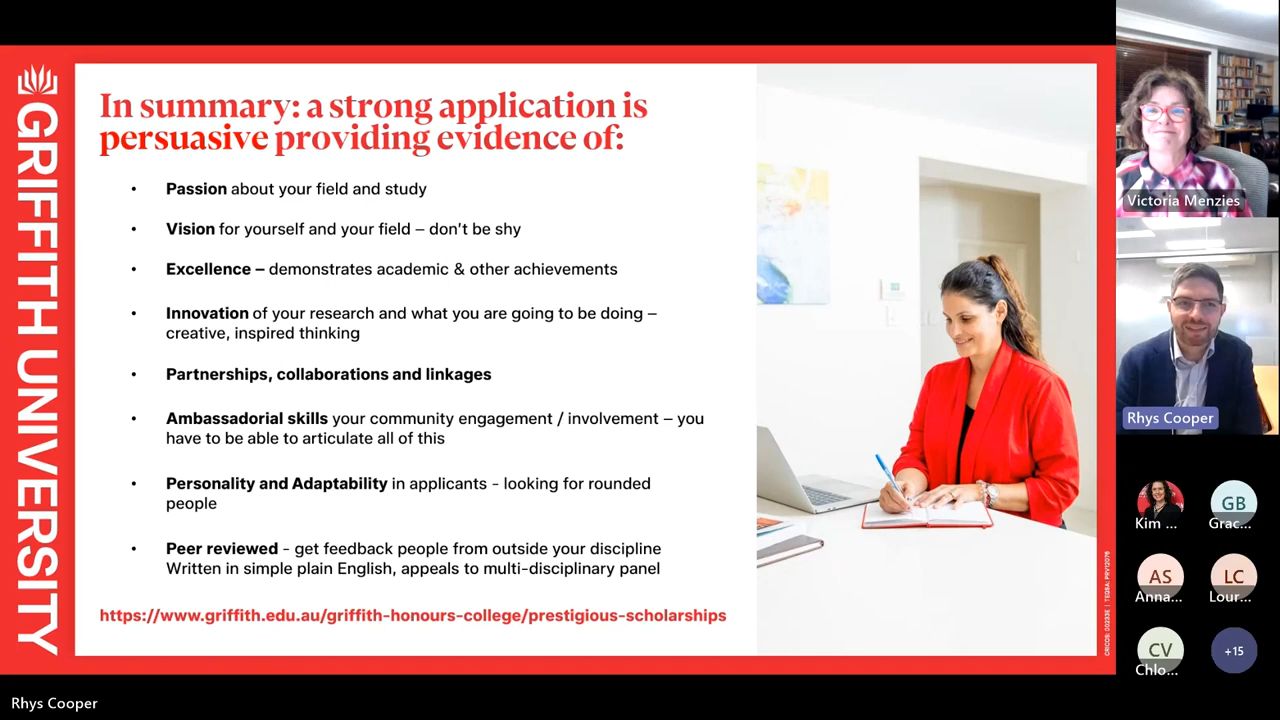 GRIFFITH UNIVERSITY
In summary: a strong application is
persuasive providing evidence of:
• Passion about your field and study
• Vision for yourself and your field – don't be shy
• Excellence – demonstrates academic & other achievements
• Innovation of your research and what you are going to be doing –
creative, inspired thinking
• Partnerships, collaborations and linkages
• Ambassadorial skills your community engagement / involvement – you
have to be able to articulate all of this
• Personality and Adaptability in applicants - looking for rounded
people
• Peer reviewed - get feedback people from outside your discipline
Written in simple plain English, appeals to multi-disciplinary panel
https://www.griffith.edu.au/griffith-honours-college/prestigious-scholarships
Victoria Menzies
Rhys Cooper
Kim ...
GB
Grac...
AS
Anna...
LC
Lour...
CV
Chlo...
+15
Rhys Cooper